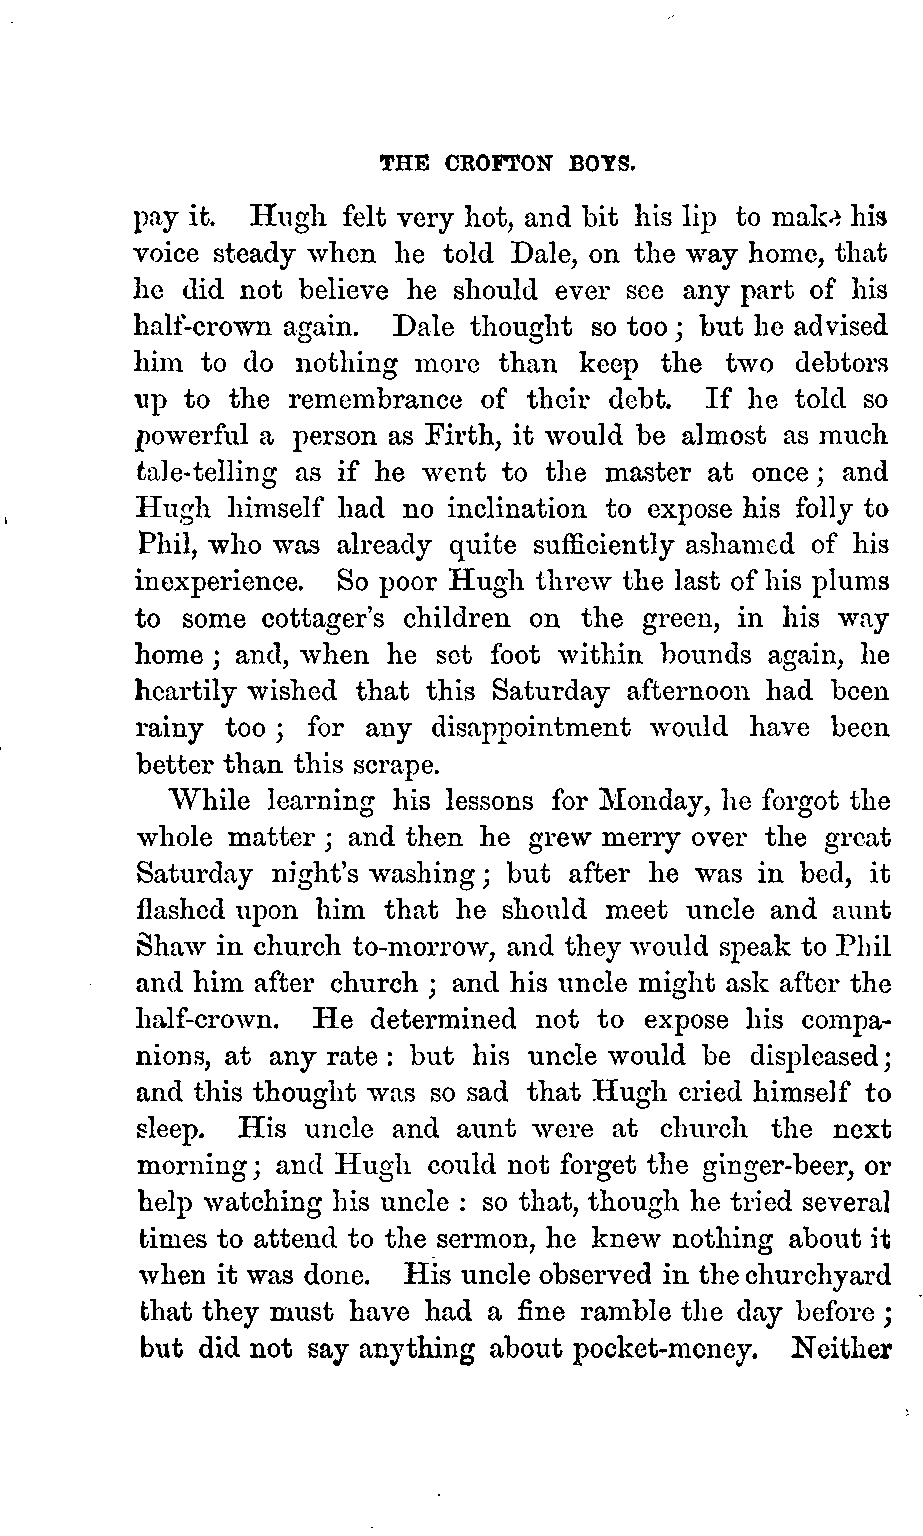 THE CROFTON BOYS.
pay it. Hugh felt very hot, and bit his lip to make his
voice steady when he told Dale, on the way home, that
he did not believe he should ever see any part of his
half-crown again. Dale thought so too ; but he advised
him to do nothing more than keep the two debtors
up to the remembrance of their debt. If he told so
powerful a person as Firth, it would be almost as much
tale-telling as if he went to the master at once ; and
Hugh himself had no inclination to expose his folly to
Phil, who was already quite sufficiently ashamed of his
inexperience. So poor Hugh threw the last of his plums
to some cottager's children on the green, in his way
home ; and, when he set foot within bounds again, he
heartily wished that this Saturday afternoon had been
rainy too ; for any disappointment would have been
better than this scrape.
While learning his lessons for Monday, he forgot the
whole matter ; and then he grew merry over the great
Saturday night's washing ; but after he was in bed, it
flashed upon him that he should meet uncle and aunt
Shaw in church to-morrow, and they would speak to Phil
and him after church ; and his uncle might ask after the
half-crown. He determined not to expose his compa-
nions, at any rate : but his uncle would be displeased;
and this thought was so sad that Hugh cried himself to
sleep. His uncle and aunt were at church the next
morning; and Hugh could not forget the ginger-beer, or
help watching his uncle : so that, though he tried several
times to attend to the sermon, he knew nothing about it
when it was done. His uncle observed in the churchyard
that they must have had a fine ramble the day before ;
but did not say anything about pocket-money. Neither